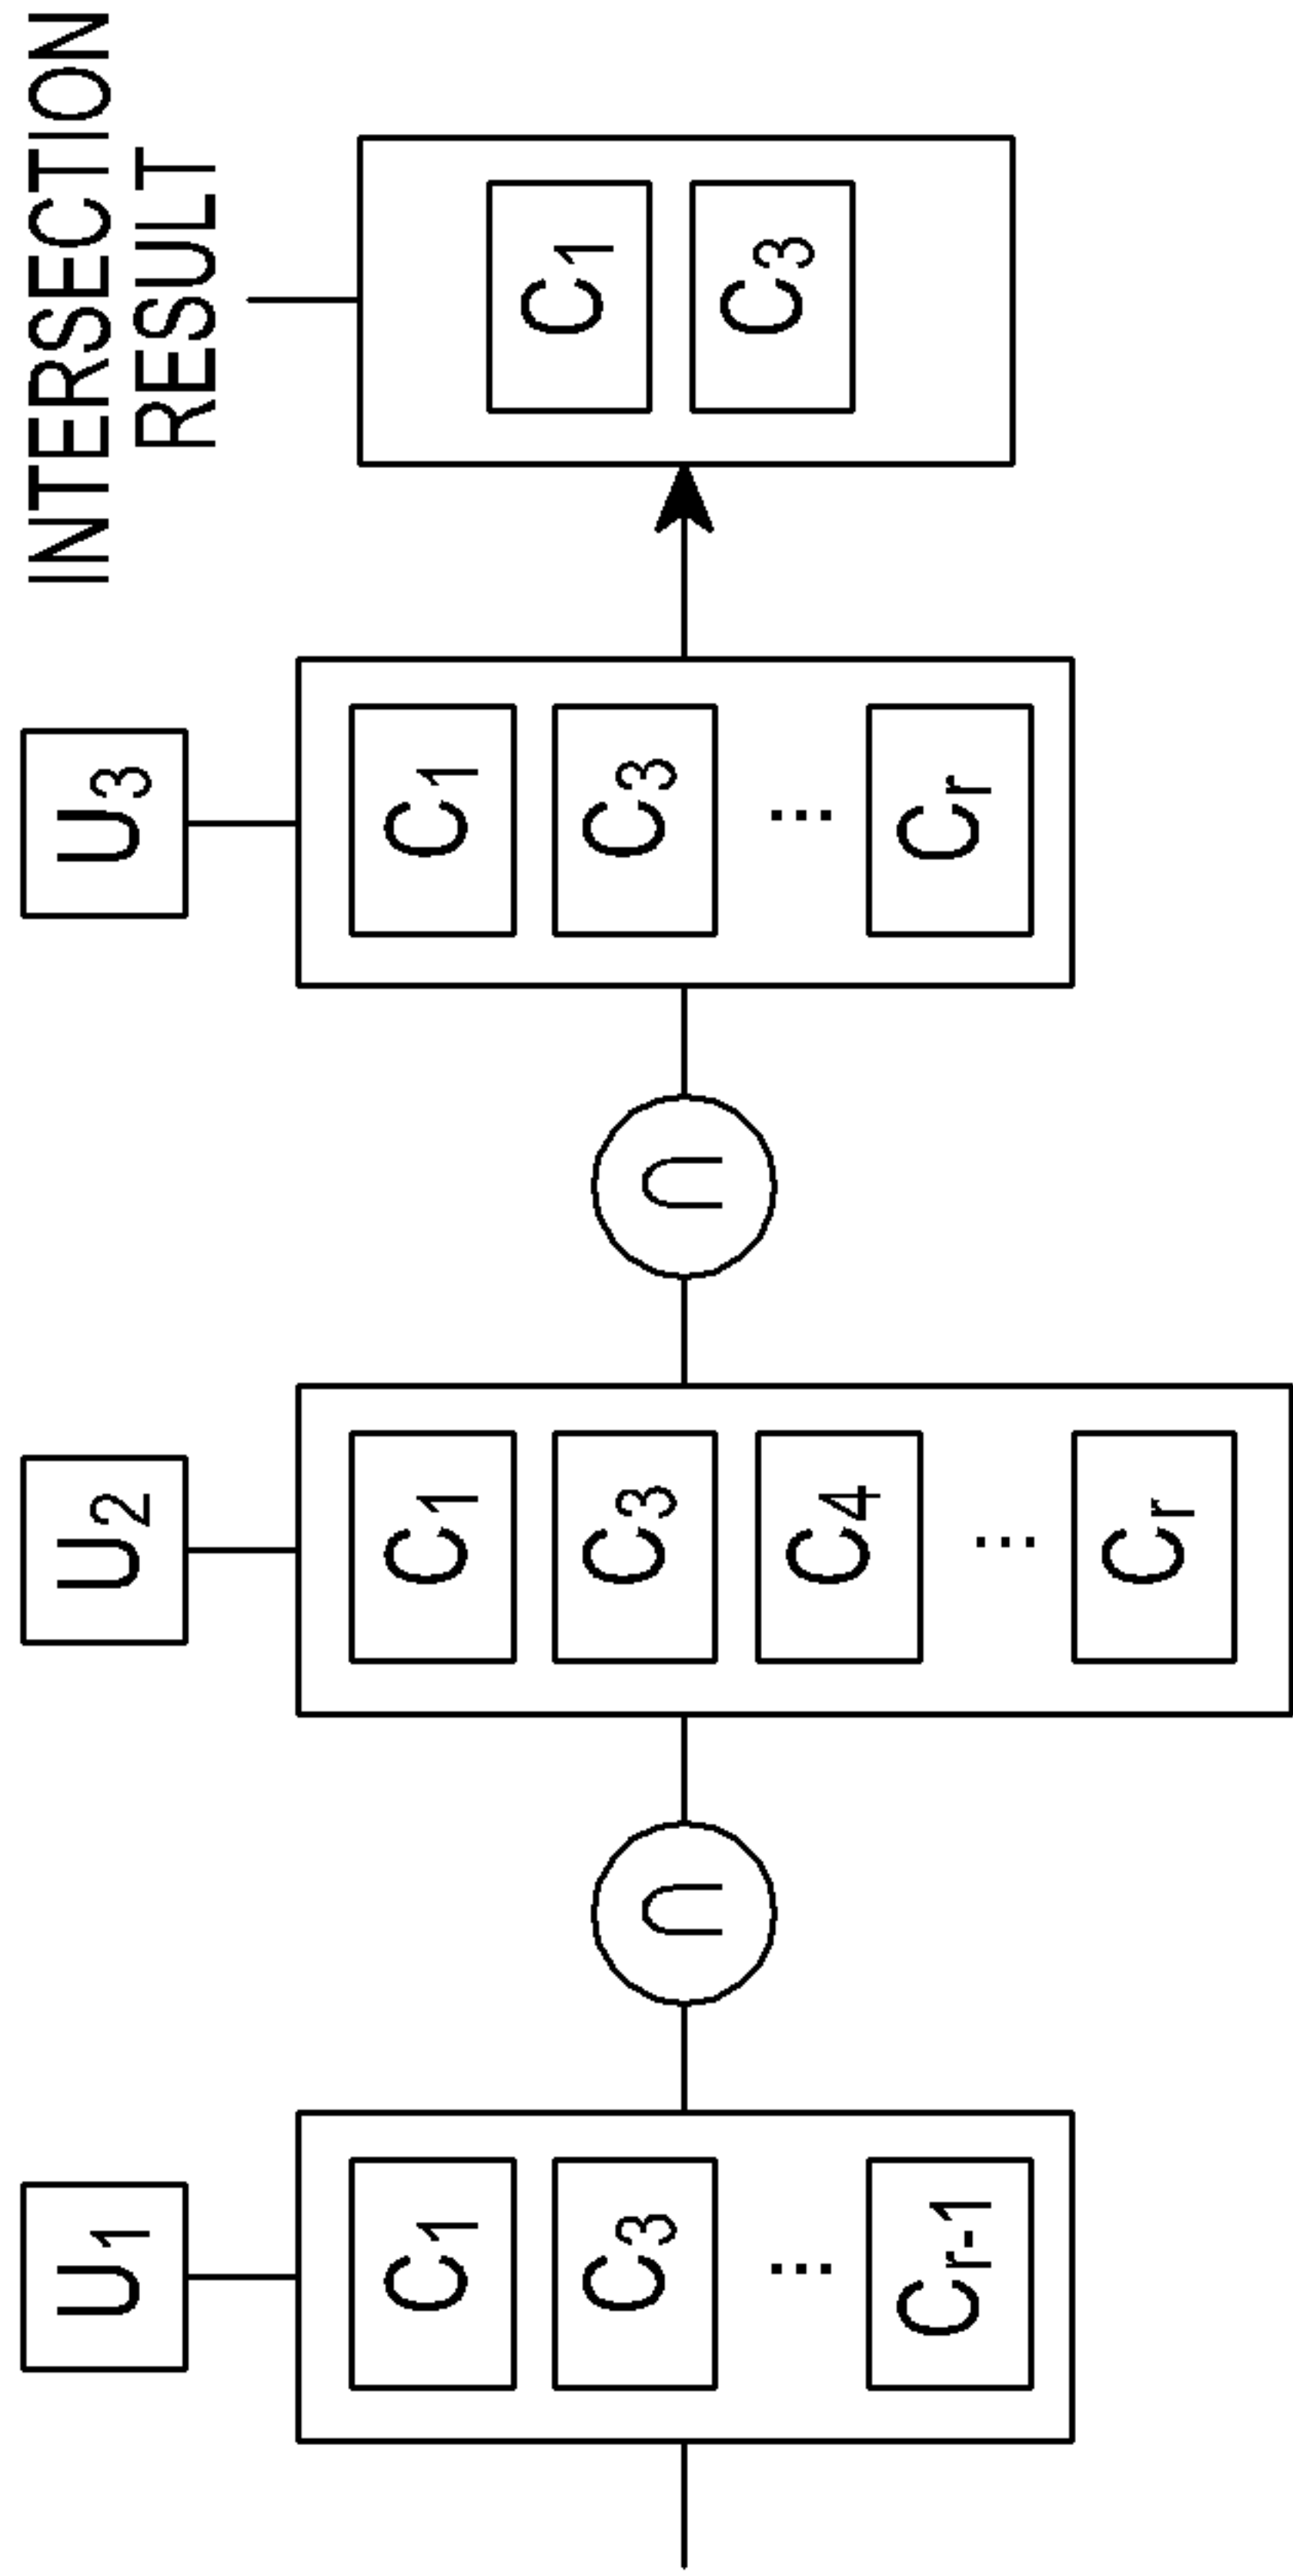 U1
C1
C3
...
Cr-1
∩
U2
C1
C3
C4
...
Cr
∩
U3
C1
C3
...
Cr
INTERSECTION
RESULT
C1
C3